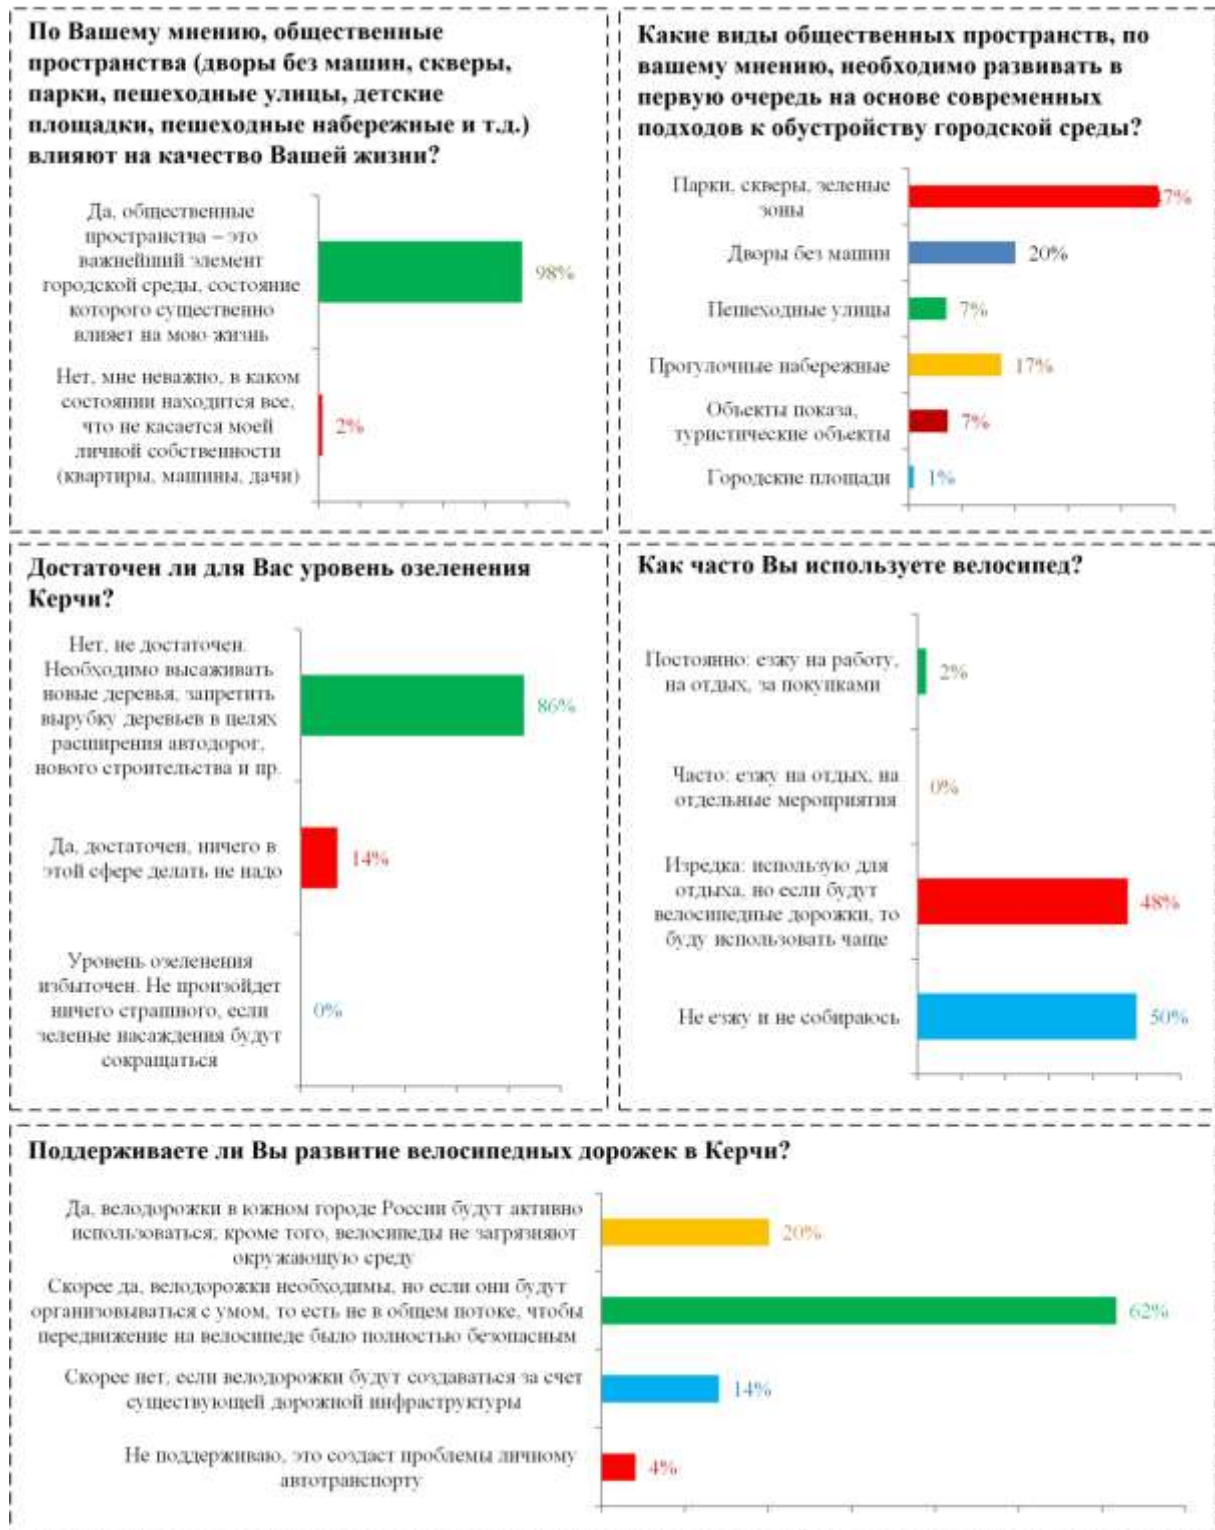 По Вашему мнению, общественные
пространства (дворы без машин, скверы,
парки, пешеходные улицы, детские
площадки, пешеходные набережные и т.д.)
влияют на качество Вашей жизни?
Да, общественные
пространства – это
важнейший элемент
городской среды, состояние
которого существенно
влияет на мою жизнь
98%
Нет, мне неважно, в каком
состоянии находится все,
что не касается моей
личной собственности
(квартиры, машины, дачи)
2%
Какие виды общественных пространств, по
вашему мнению, необходимо развивать в
первую очередь на основе современных
подходов к обустройству городской среды?
Парки, скверы, зеленые
зоны
7%
Дворы без машин
20%
Пешеходные улицы
7%
Прогулочные набережные
17%
Объекты показа,
туристические объекты
7%
Городские площади
1%
Достаточен ли для Вас уровень озеленения
Керчи?
Нет, не достаточен.
Необходимо высаживать
новые деревья, запретить
вырубку деревьев в целях
расширения автодорог,
нового строительства и пр.
86%
Да, достаточен, ничего в
этой сфере делать не надо
14%
Уровень озеленения
избыточен. Не произойдет
ничего страшного, если
зеленые насаждения будут
сокращаться
0%
Как часто Вы используете велосипед?
Постоянно: езжу на работу,
на отдых, за покупками
2%
Часто: езжу на отдых, на
отдельные мероприятия
0%
Изредка: использую для
отдыха, но если будут
велосипедные дорожки, то
буду использовать чаще
48%
Не езжу и не собираюсь
50%
Поддерживаете ли Вы развитие велосипедных дорожек в Керчи?
Да, велодорожки в южном городе России будут активно
использоваться; кроме того, велосипеды не загрязняют
окружающую среду
20%
Скорее да, велодорожки необходимы, но если они будут
организовываться с умом, то есть не в общем потоке, чтобы
передвижение на велосипеде было полностью безопасным
62%
Скорее нет, если велодорожки будут создаваться за счет
существующей дорожной инфраструктуры
14%
Не поддерживаю, это создаст проблемы личному
автотранспорту
4%